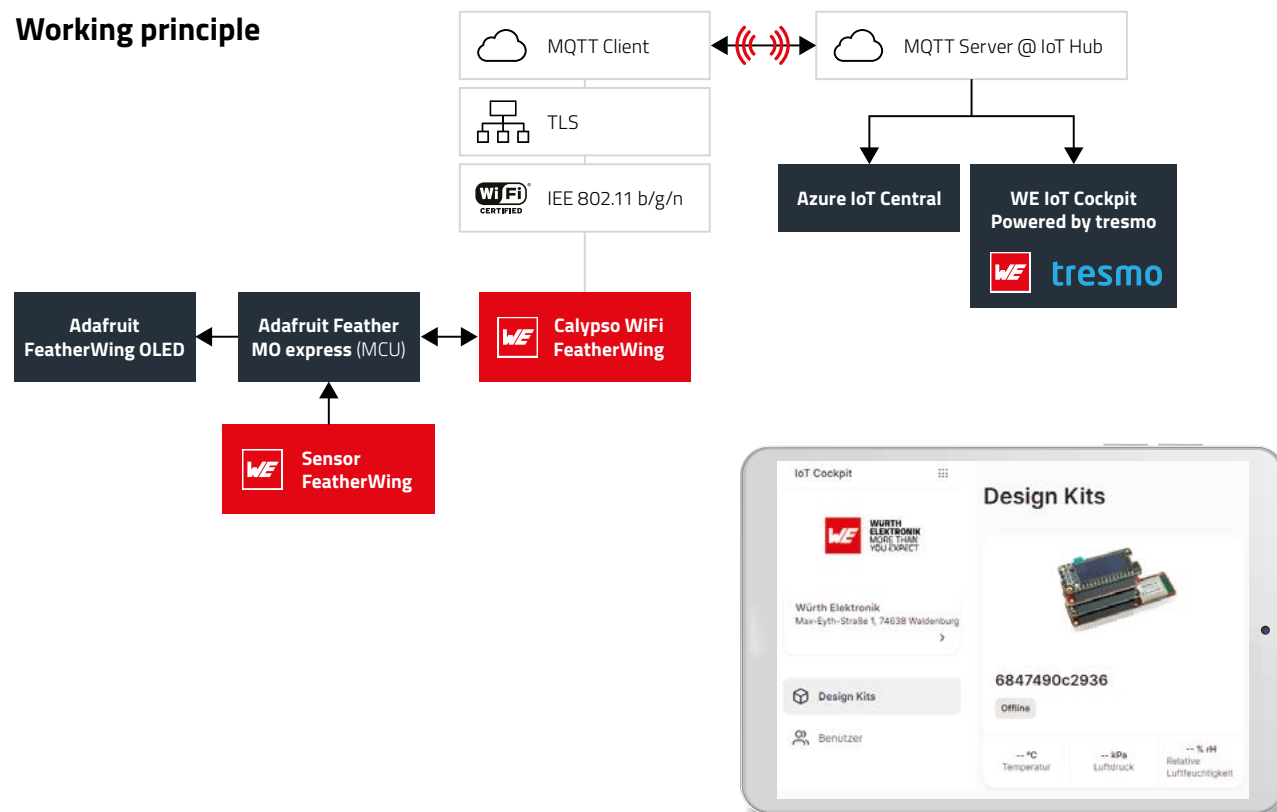 Working principle
MQTT Client
MQTT Server @ IoT Hub
TLS
WiFi
CERTIFIED
IEE 802.11 b/g/n
Azure IoT Central
WE IoT Cockpit
Powered by tresmo
WE tresmo
Adafruit
FeatherWing OLED
Adafruit Feather
MO express (MCU)
WE
Calypso WiFi
FeatherWing
WE
Sensor
FeatherWing
IoT Cockpit
WE
WURTH
ELEKTRONIK
MORE THAN
YOU EXPECT
Würth Elektronik
Max-Eyth-Straße 1, 74638 Waldenburg
Design Kits
Benutzer
Design Kits
6847490c2936
Offline
-- °C
Temperatur
-- kPa
Luftdruck
-- % rH
Relative
Luftfeuchtigkeit